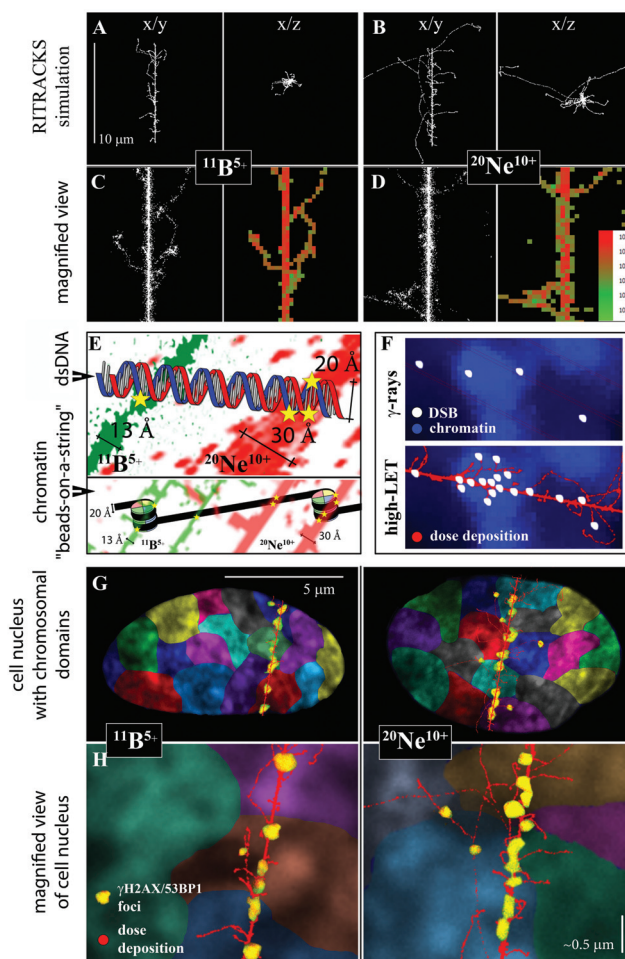 x/y
x/z
x/y
x/z
A
B
RITRACKS
simulation
10 μm
11B5+
20Ne10+
C
D
magnified view
10
10
10
10
10
10
E
dsDNA
20 Å
13 Å
30 Å
11B5+
20Ne10+
chromatin
"beads-on-a-string"
20 Å
13 Å
11B5+
20Ne10+
30 Å
F
γ-rays
DSB
chromatin
high-LET
dose deposition
G
5 μm
cell nucleus
with chromosomal
domains
11B5+
20Ne10+
H
magnified view
of cell nucleus
γH2AX/53BP1
foci
dose
deposition
~0.5 μm